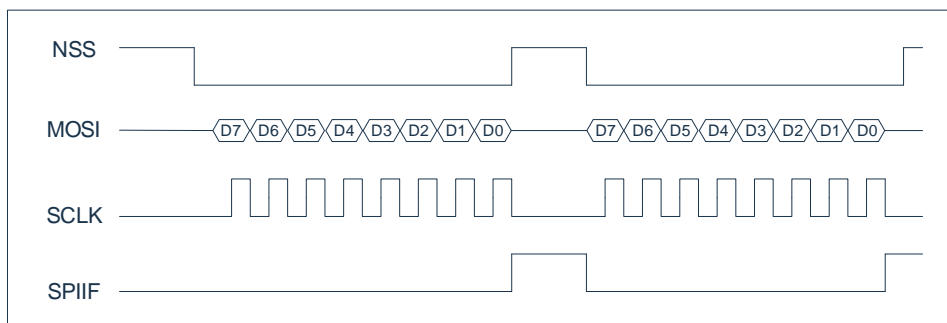 NSS
MOSI D7 D6 D5 D4 D3 D2 D1 D0 D7 D6 D5 D4 D3 D2 D1 D0
SCLK
SPIIF